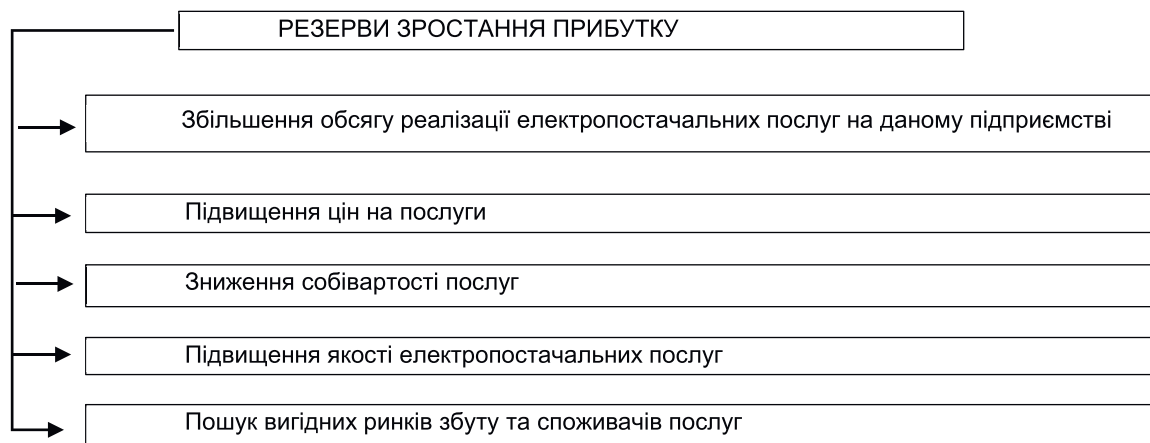 РЕЗЕРВИ ЗРОСТАННЯ ПРИБУТКУ
Збільшення обсягу реалізації електропостачальних послуг на даному підприємстві
Підвищення цін на послуги
Зниження собівартості послуг
Підвищення якості електропостачальних послуг
Пошук вигідних ринків збуту та споживачів послуг